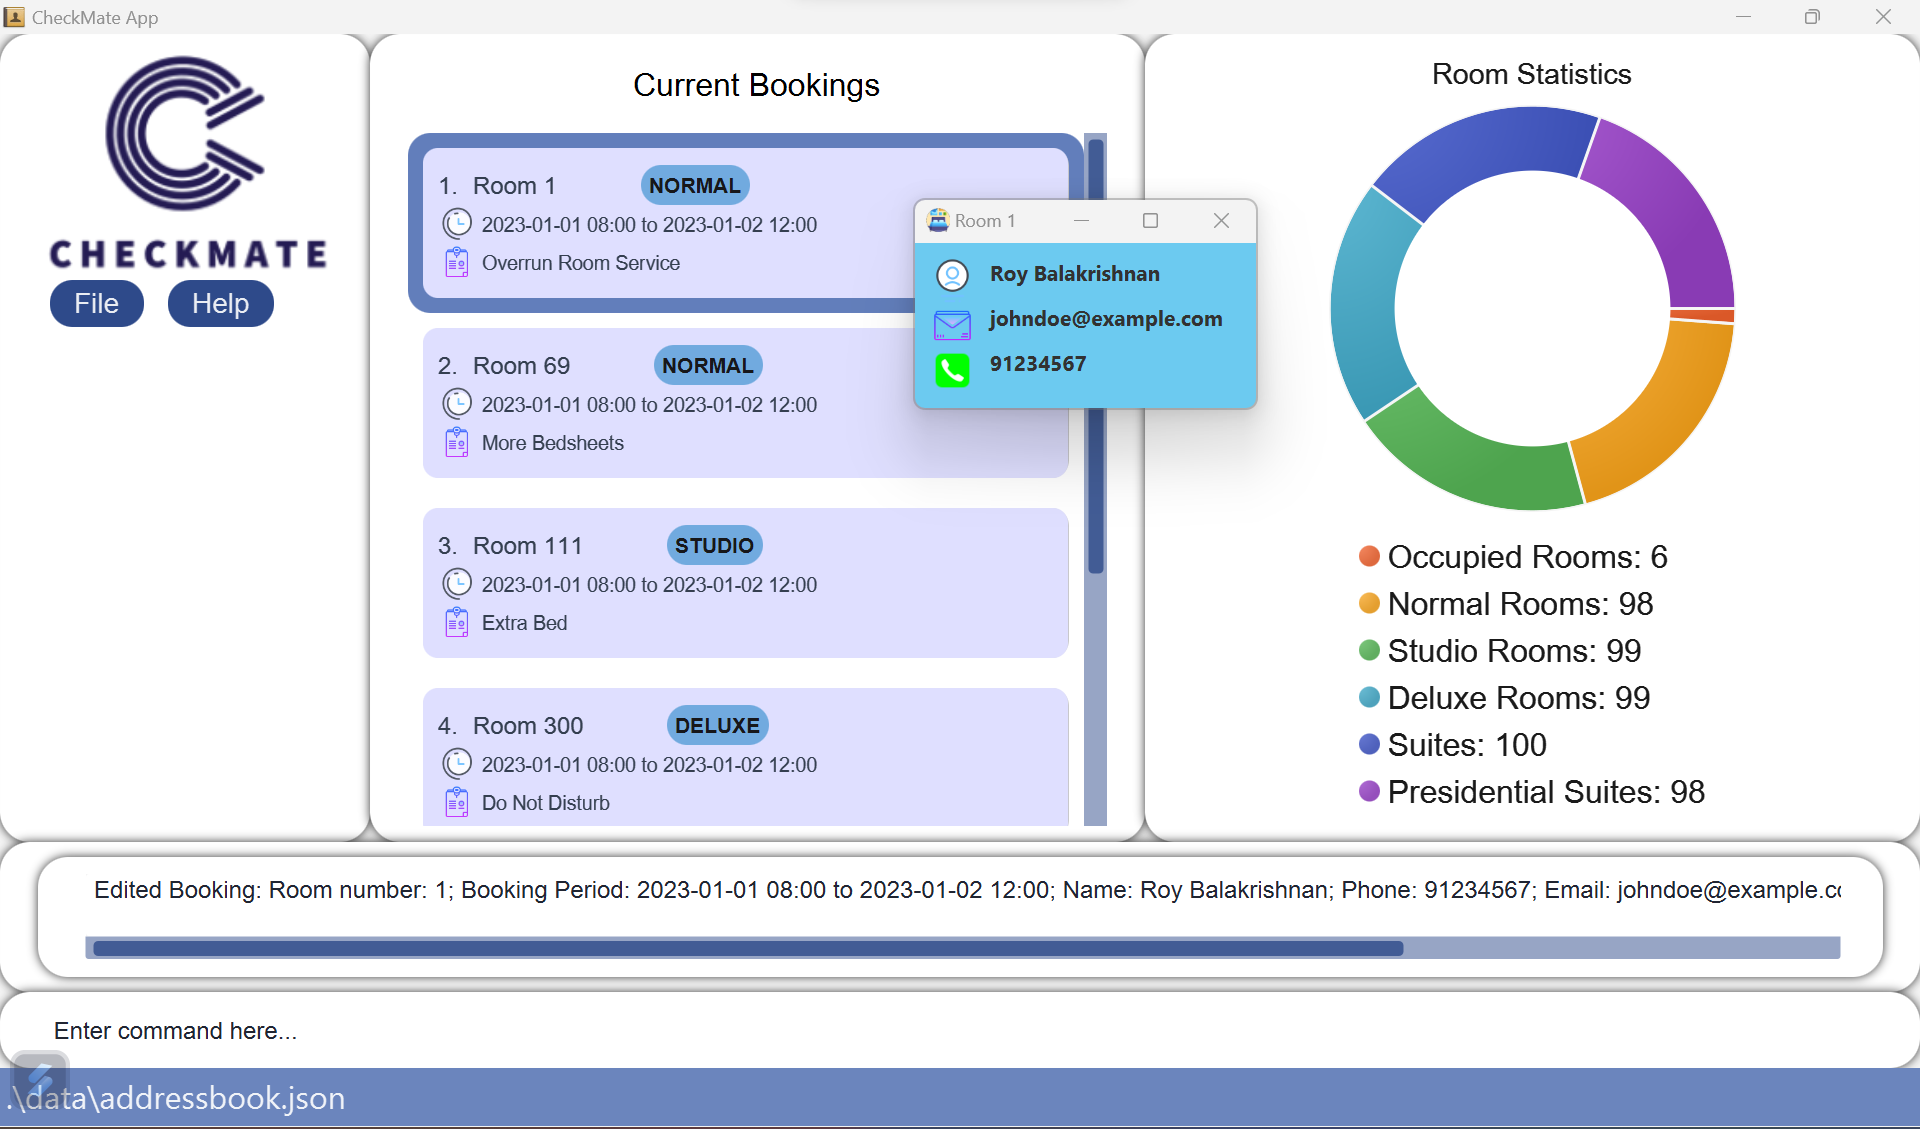 CheckMate App
CHECKMATE
File
Help
Current Bookings
1. Room 1 NORMAL
2023-01-01 08:00 to 2023-01-02 12:00
Overrun Room Service
2. Room 69 NORMAL
2023-01-01 08:00 to 2023-01-02 12:00
More Bedsheets
3. Room 111 STUDIO
2023-01-01 08:00 to 2023-01-02 12:00
Extra Bed
4. Room 300 DELUXE
2023-01-01 08:00 to 2023-01-02 12:00
Do Not Disturb
Room 1
Roy Balakrishnan
johndoe@example.com
91234567
Room Statistics
Occupied Rooms: 6
Normal Rooms: 98
Studio Rooms: 99
Deluxe Rooms: 99
Suites: 100
Presidential Suites: 98
Edited Booking: Room number: 1; Booking Period: 2023-01-01 08:00 to 2023-01-02 12:00; Name: Roy Balakrishnan; Phone: 91234567; Email: johndoe@example.co
Enter command here...
.\data\addressbook.json